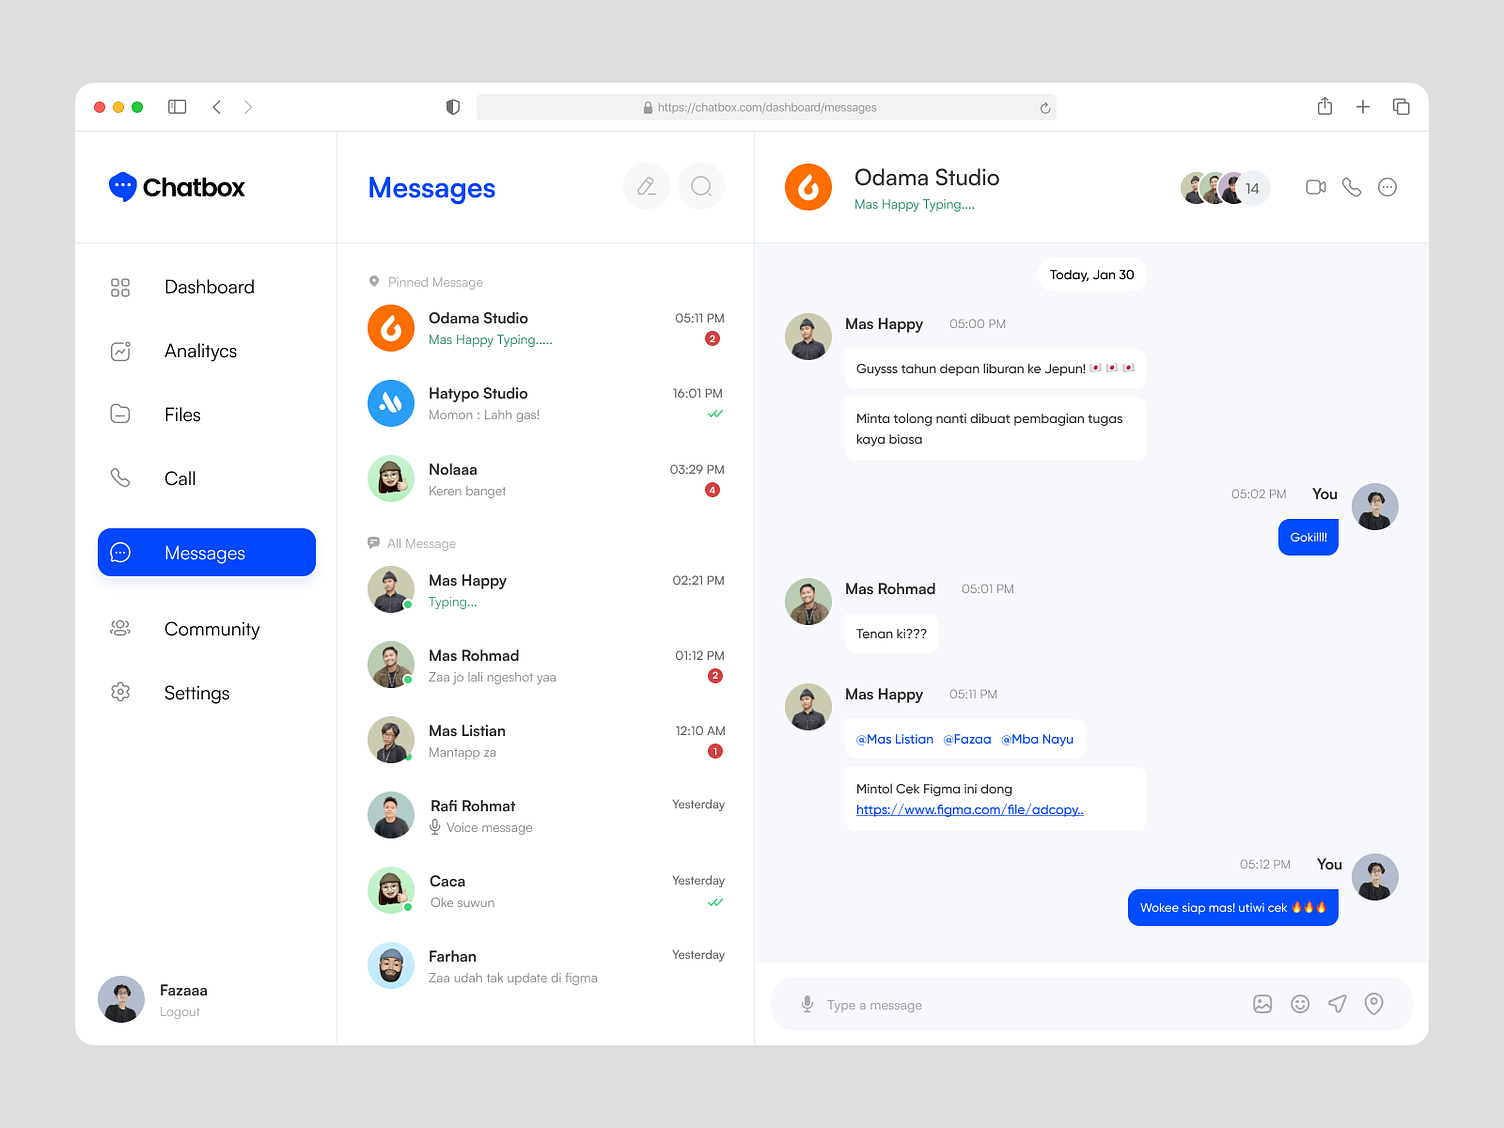 https://chatbox.com/dashboard/messages
Chatbox
Dashboard
Analitycs
Files
Call
Messages
Community
Settings
Fazaaa
Logout
Messages
Pinned Message
Odama Studio 05:11 PM
Mas Happy Typing..... 2
Hatypo Studio 16:01 PM
Momon : Lahh gas!
Nolaaa 03:29 PM
Keren banget 4
All Message
Mas Happy 02:21 PM
Typing...
Mas Rohmad 01:12 PM
Zaa jo lali ngeshot yaa 2
Mas Listian 12:10 AM
Mantapp za 1
Rafi Rohmat Yesterday
Voice message
Caca Yesterday
Oke suwun
Farhan Yesterday
Zaa udah tak update di figma
Odama Studio
Mas Happy Typing....
14
Today, Jan 30
Mas Happy 05:00 PM
Guysss tahun depan liburan ke Jepun! 🇯🇵 🇯🇵 🇯🇵
Minta tolong nanti dibuat pembagian tugas
kaya biasa
05:02 PM You
Gokilll!
Mas Rohmad 05:01 PM
Tenan ki???
Mas Happy 05:11 PM
@Mas Listian @Fazaa @Mba Nayu
Mintol Cek Figma ini dong
https://www.figma.com/file/adcopy..
05:12 PM You
Wokee siap mas! utiwi cek 🔥🔥🔥
Type a message